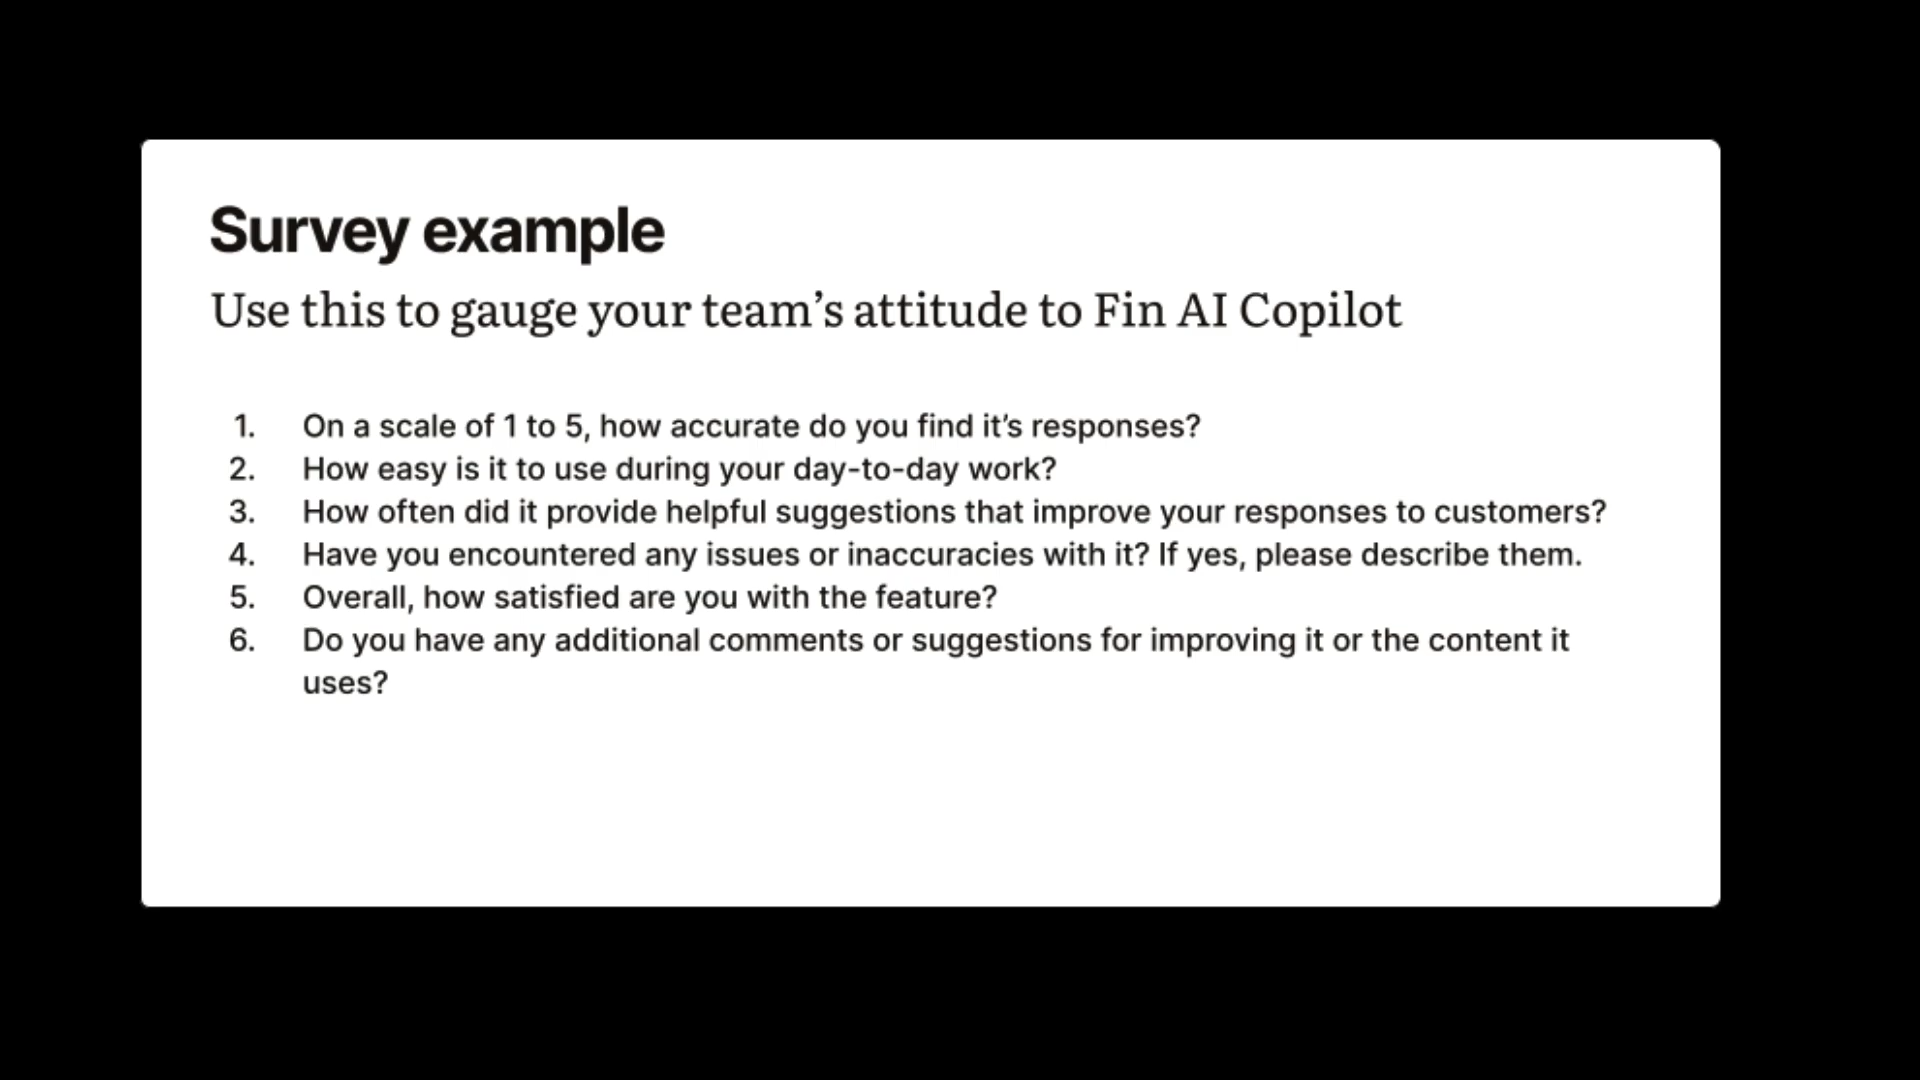 Survey example
Use this to gauge your team’s attitude to Fin AI Copilot
1. On a scale of 1 to 5, how accurate do you find it’s responses?
2. How easy is it to use during your day-to-day work?
3. How often did it provide helpful suggestions that improve your responses to customers?
4. Have you encountered any issues or inaccuracies with it? If yes, please describe them.
5. Overall, how satisfied are you with the feature?
6. Do you have any additional comments or suggestions for improving it or the content it
uses?